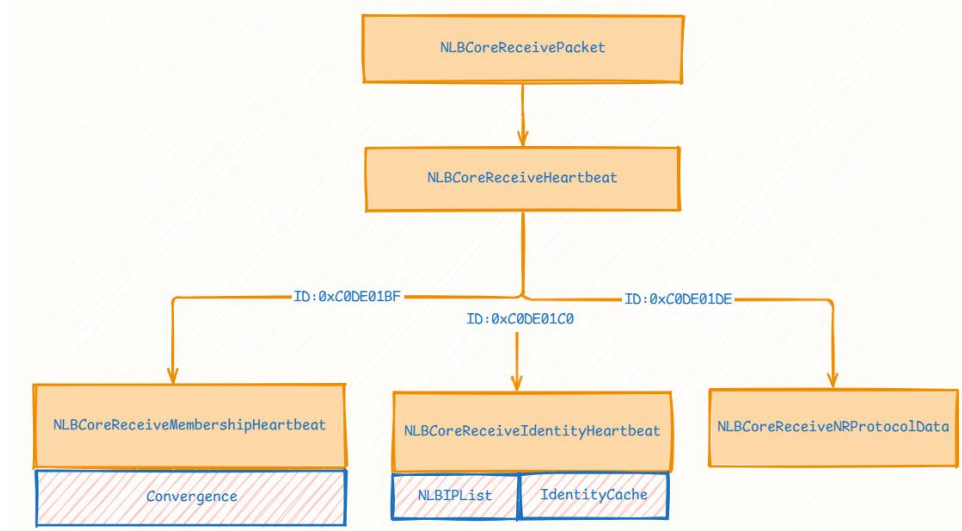 NLBCoreReceivePacket
NLBCoreReceiveHeartbeat
ID:0xC0DE01BF
ID:0xC0DE01DE
ID:0xC0DE01C0
NLBCoreReceiveMembershipHeartbeat
NLBCoreReceiveIdentityHeartbeat
NLBCoreReceiveNRProtocolData
Convergence
NLBIPList
IdentityCache